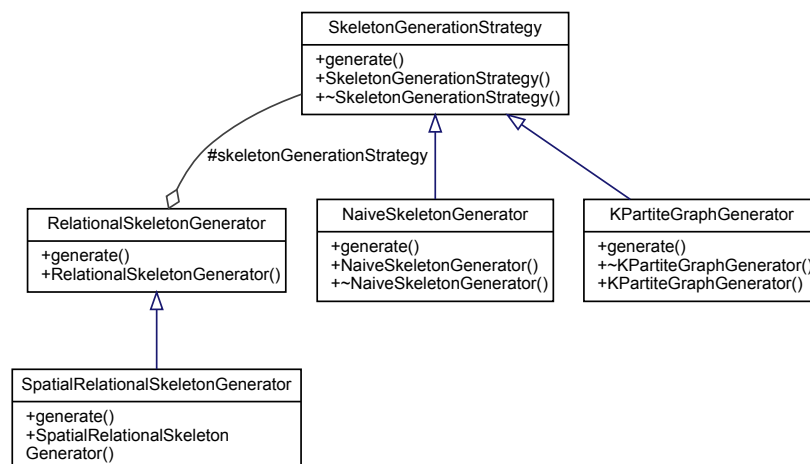 SkeletonGenerationStrategy
+generate()
+SkeletonGenerationStrategy()
+~SkeletonGenerationStrategy()
#skeletonGenerationStrategy
RelationalSkeletonGenerator
+generate()
+RelationalSkeletonGenerator()
NaiveSkeletonGenerator
+generate()
+NaiveSkeletonGenerator()
+~NaiveSkeletonGenerator()
KPartiteGraphGenerator
+generate()
+~KPartiteGraphGenerator()
+KPartiteGraphGenerator()
SpatialRelationalSkeletonGenerator
+generate()
+SpatialRelationalSkeleton
Generator()